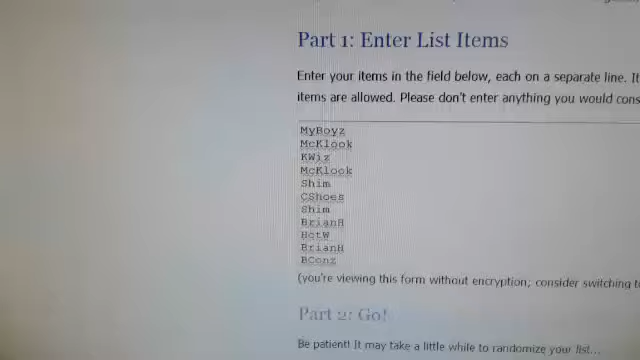 Part 1: Enter List Items
Enter your items in the field below, each on a separate line. It
items are allowed. Please don't enter anything you would cons
MyBoyz
McKlook
KWiz
McKlook
Shim
CShoes
Shim
BrianH
HctW
BrianH
BConz
(you're viewing this form without encryption; consider switching t
Part 2: Go!
Be patient! It may take a little while to randomize your list...